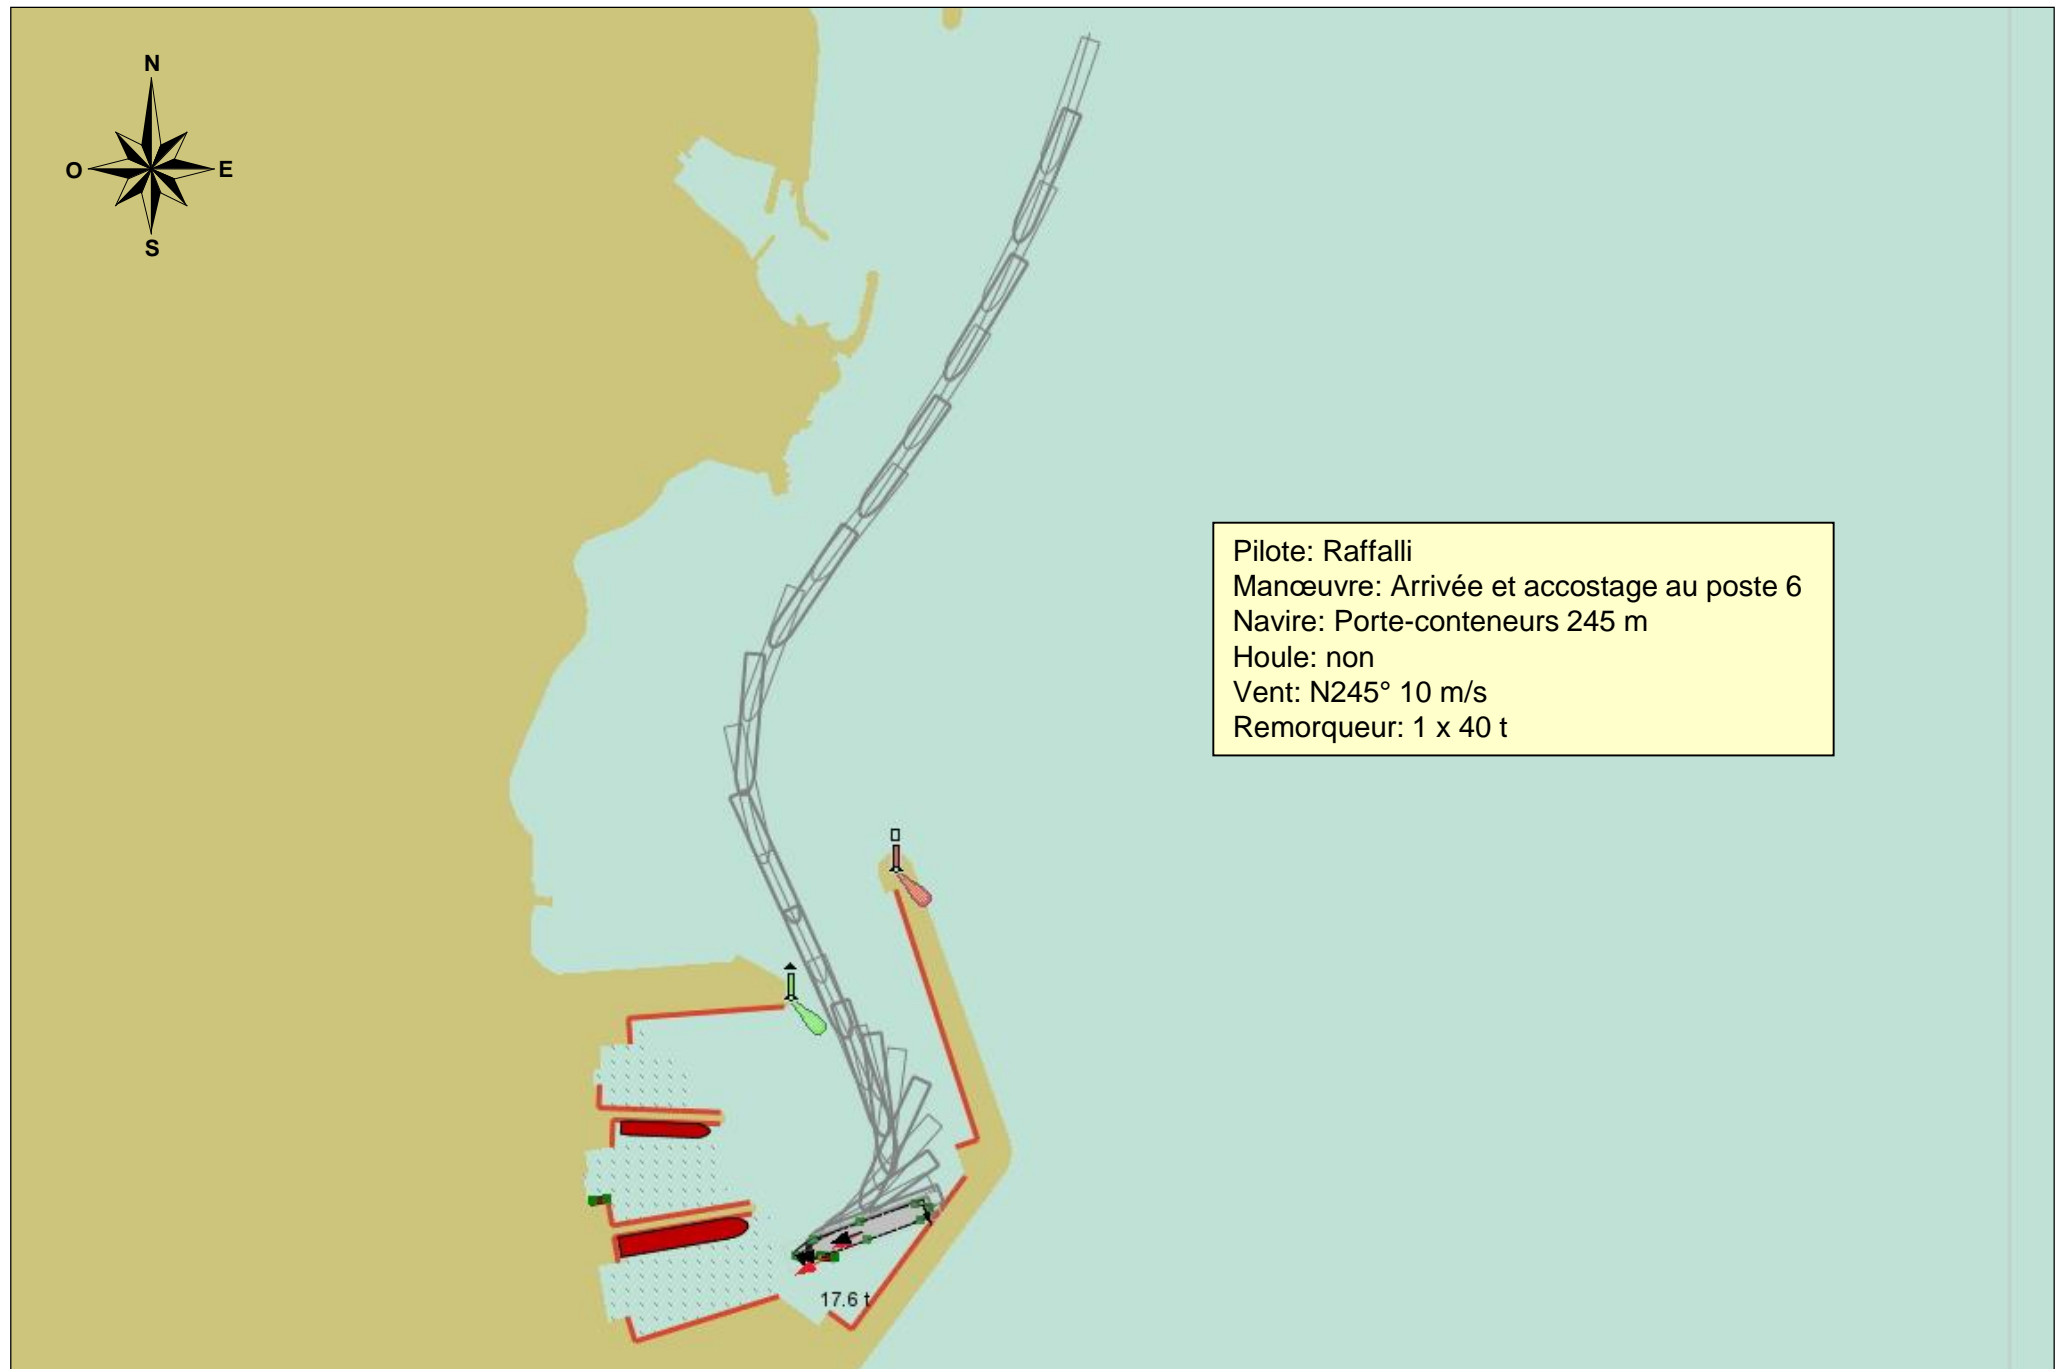 N
O E
S
Pilote: Raffalli
Manœuvre: Arrivée et accostage au poste 6
Navire: Porte-conteneurs 245 m
Houle: non
Vent: N245° 10 m/s
Remorqueur: 1 x 40 t
17.6 t